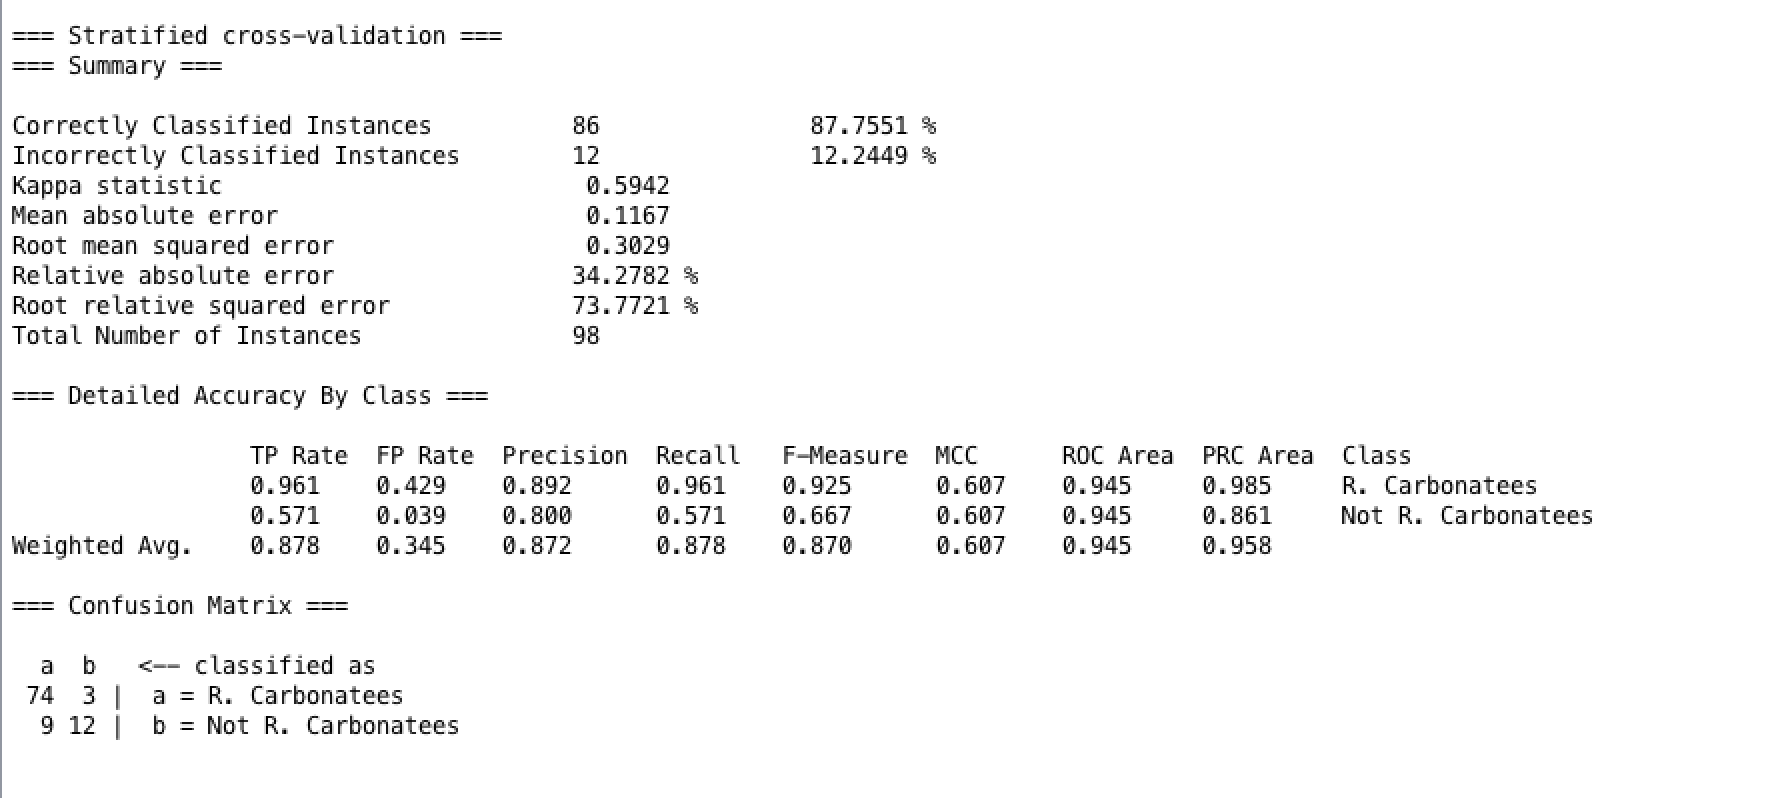 === Stratified cross-validation ===
=== Summary ===
Correctly Classified Instances 86 87.7551 %
Incorrectly Classified Instances 12 12.2449 %
Kappa statistic 0.5942
Mean absolute error 0.1167
Root mean squared error 0.3029
Relative absolute error 34.2782 %
Root relative squared error 73.7721 %
Total Number of Instances 98
=== Detailed Accuracy By Class ===
TP Rate FP Rate Precision Recall F-Measure MCC ROC Area PRC Area Class
0.961 0.429 0.892 0.961 0.925 0.607 0.945 0.985 R. Carbonatees
0.571 0.039 0.800 0.571 0.667 0.607 0.945 0.861 Not R. Carbonatees
Weighted Avg. 0.878 0.345 0.872 0.878 0.870 0.607 0.945 0.958
=== Confusion Matrix ===
a b <-- classified as
74 3 | a = R. Carbonatees
9 12 | b = Not R. Carbonatees